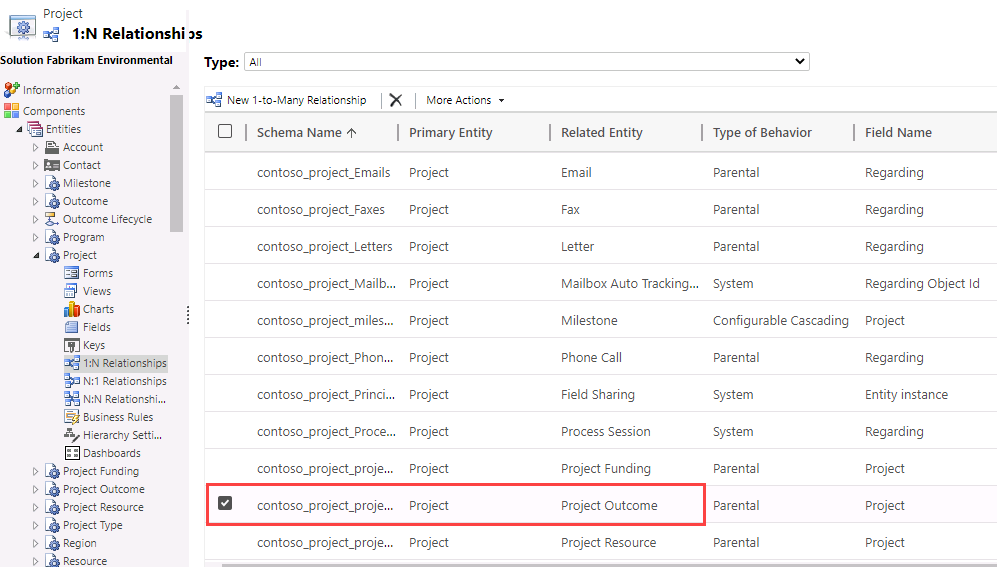 Project
1:N Relationships
Solution Fabrikam Environmental
Information
Components
Entities
Account
Contact
Milestone
Outcome
Outcome Lifecycle
Program
Project
Forms
Views
Charts
Fields
Keys
1:N Relationships
N:1 Relationships
N:N Relationshi...
Business Rules
Hierarchy Setti...
Dashboards
Project Funding
Project Outcome
Project Resource
Project Type
Region
Resource
Type: All
New 1-to-Many Relationship More Actions
Schema Name ↑ Primary Entity Related Entity Type of Behavior Field Name
contoso_project_Emails Project Email Parental Regarding
contoso_project_Faxes Project Fax Parental Regarding
contoso_project_Letters Project Letter Parental Regarding
contoso_project_Mailb... Project Mailbox Auto Tracking... System Regarding Object Id
contoso_project_miles... Project Milestone Configurable Cascading Project
contoso_project_Phon... Project Phone Call Parental Regarding
contoso_project_Princi... Project Field Sharing System Entity instance
contoso_project_Proce... Project Process Session System Regarding
contoso_project_proje... Project Project Funding Parental Project
contoso_project_proje... Project Project Outcome Parental Project
contoso_project_proje... Project Project Resource Parental Project